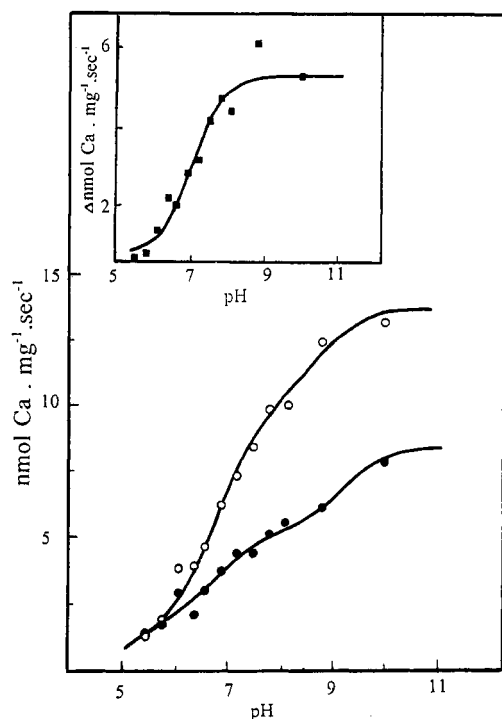 6
2
Δnmol Ca . mg⁻¹.sec⁻¹
5 7 9 11
pH
15
10
5
nmol Ca . mg⁻¹.sec⁻¹
5 7 9 11
pH